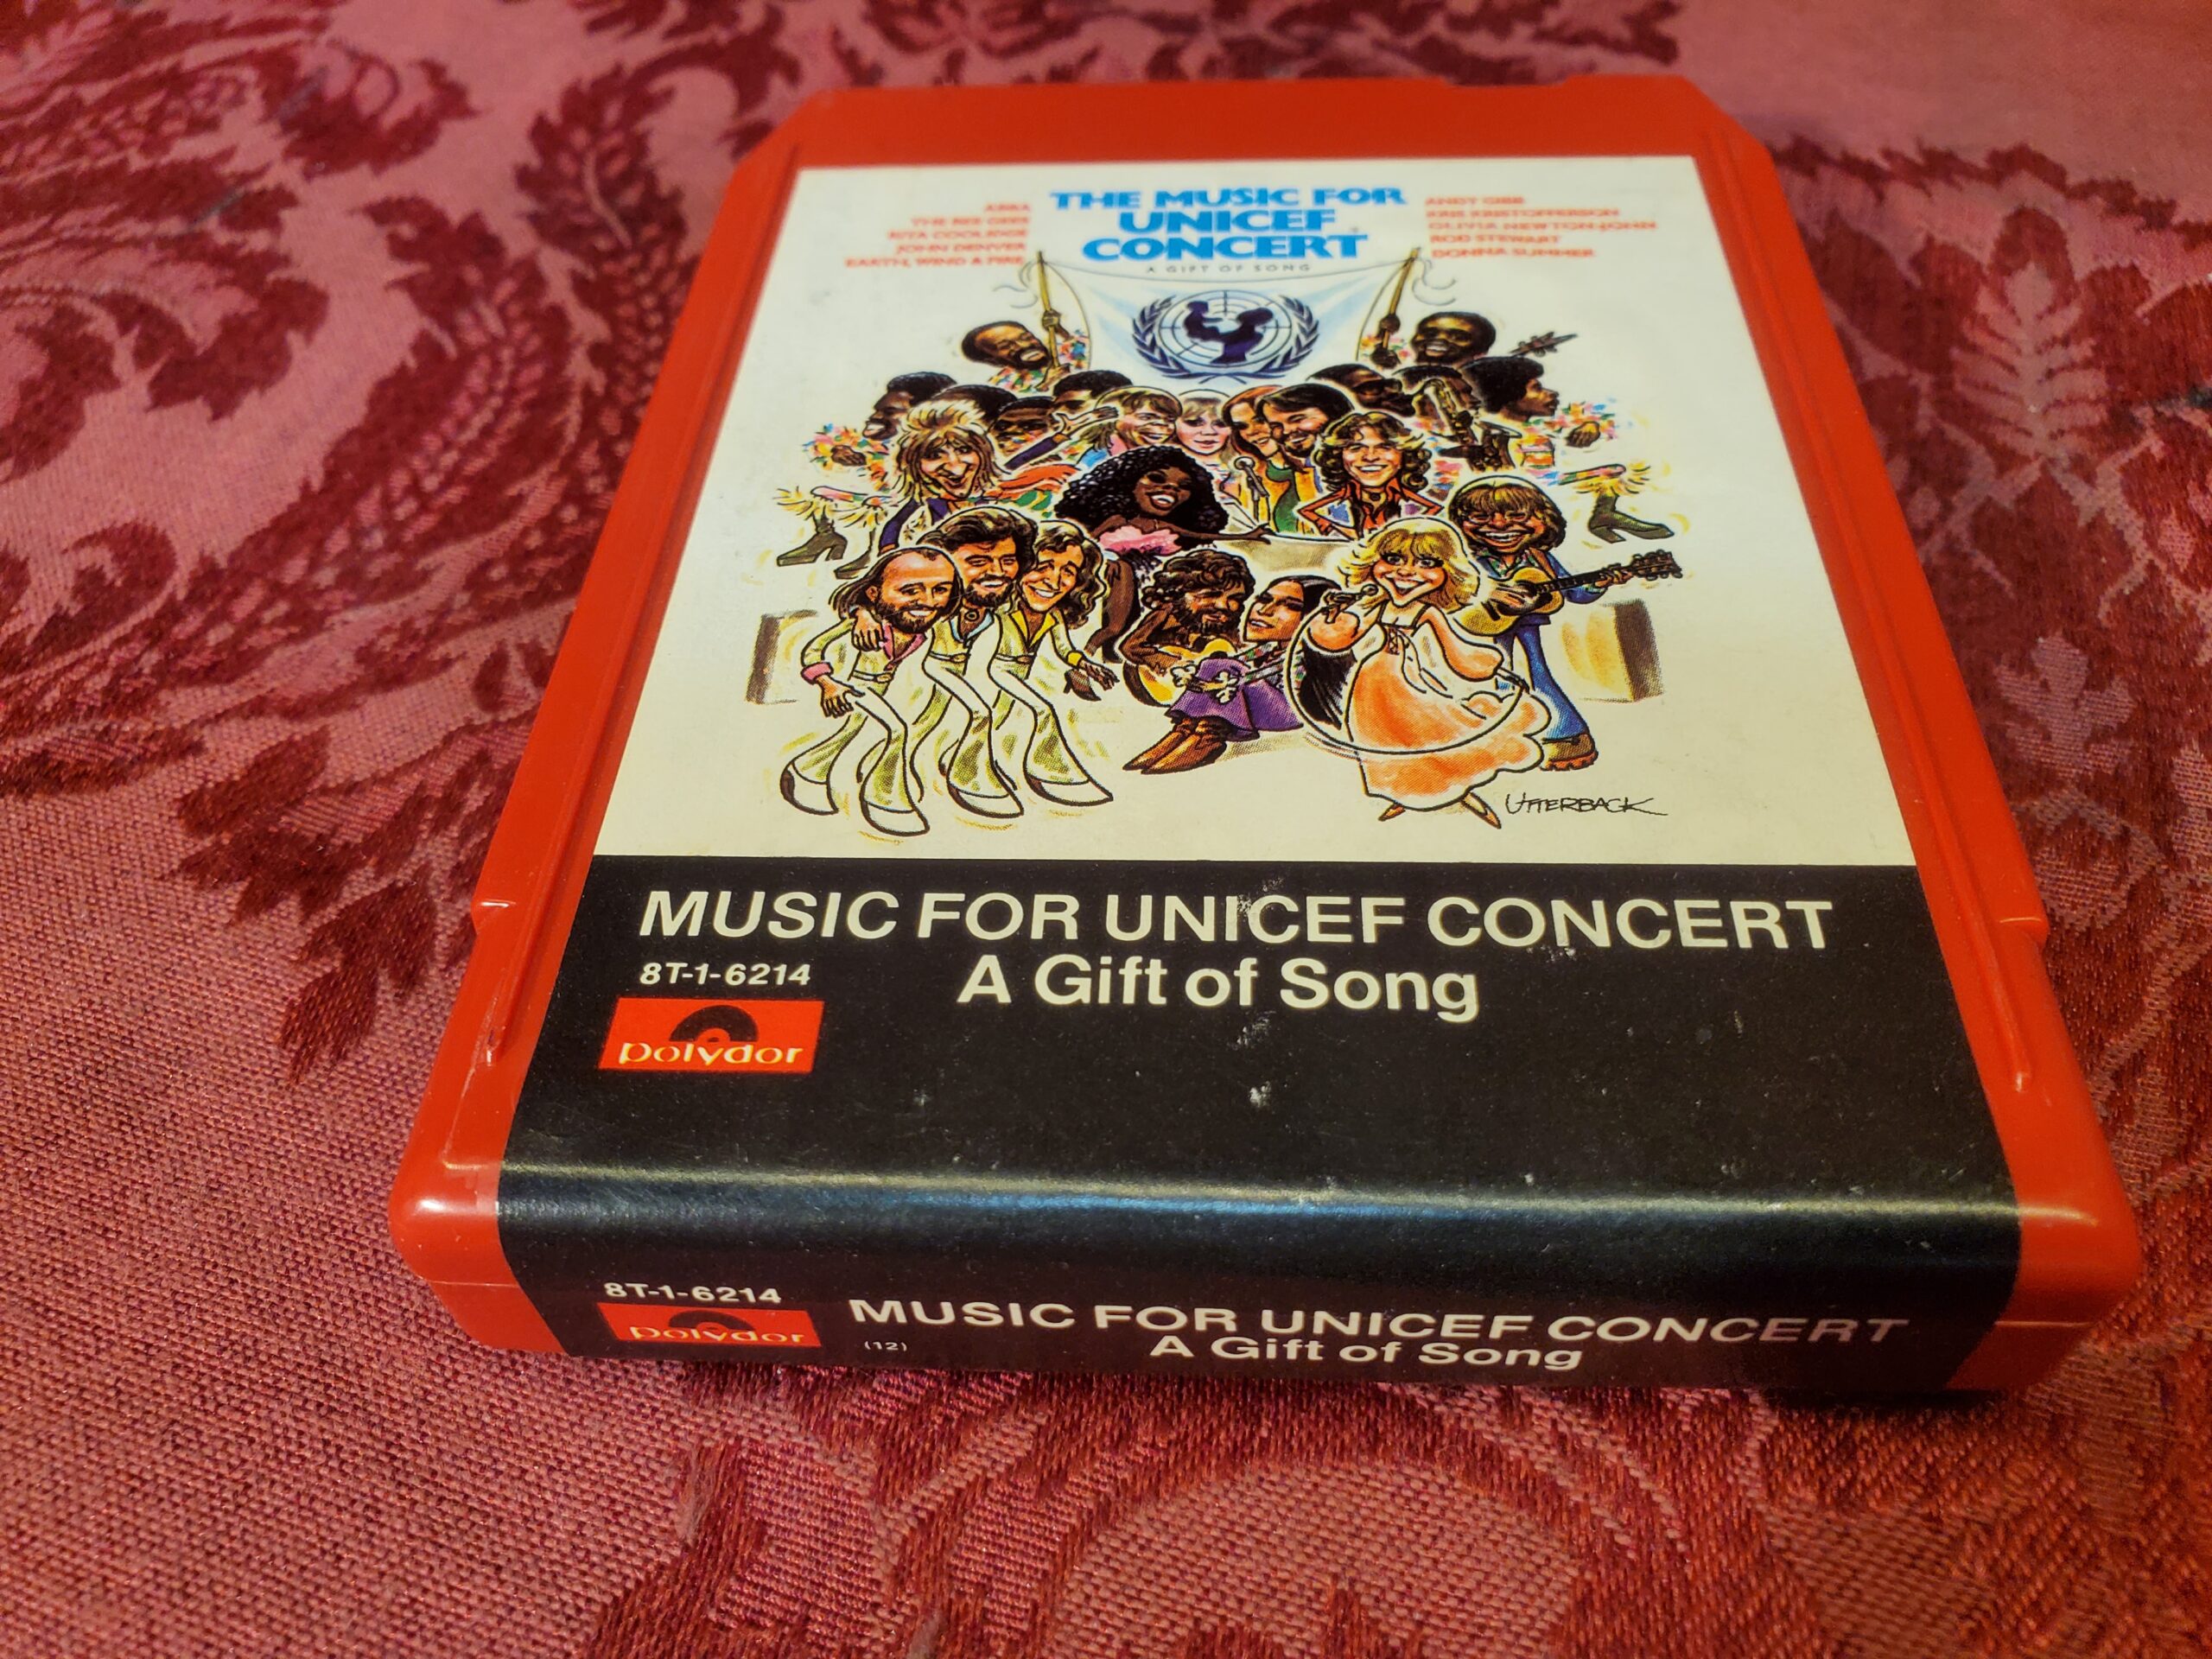 THE MUSIC FOR
UNICEF
CONCERT
A GIFT OF SONG
ABBA
THE BEE GEES
RITA COOLIDGE
JOHN DENVER
EARTH, WIND & FIRE
ANDY GIBB
KRIS KRISTOFFERSON
OLIVIA NEWTON-JOHN
ROD STEWART
DONNA SUMMER
UTTERBACK
MUSIC FOR UNICEF CONCERT
8T-1-6214
A Gift of Song
polydor
8T-1-6214
polydor
MUSIC FOR UNICEF CONCERT
(12)
A Gift of Song